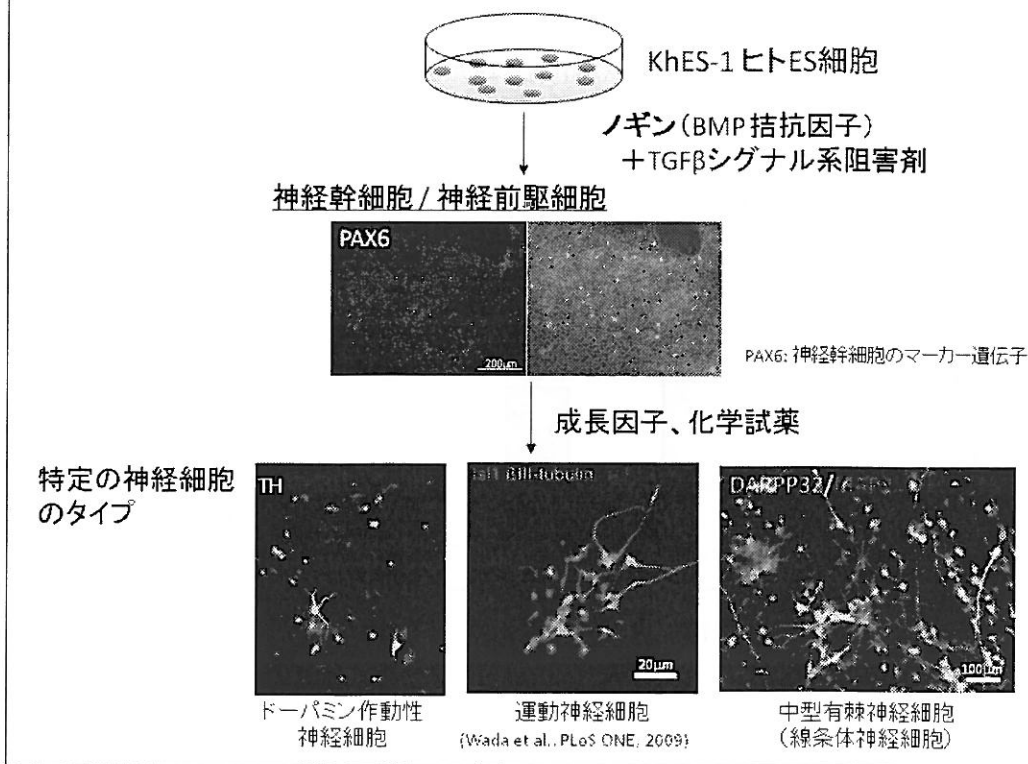 KhES-1 ヒトES細胞
ノギン（BMP 拮抗因子）
＋TGFβシグナル系阻害剤
神経幹細胞 / 神経前駆細胞
PAX6
200μm
PAX6: 神経幹細胞のマーカー遺伝子
成長因子、化学試薬
特定の神経細胞
のタイプ
TH
βIII-tubulin
DARPP32/
20μm
100μm
ドーパミン作動性
神経細胞
運動神経細胞
(Wada et al., PLoS ONE, 2009)
中型有棘神経細胞
（線条体神経細胞）